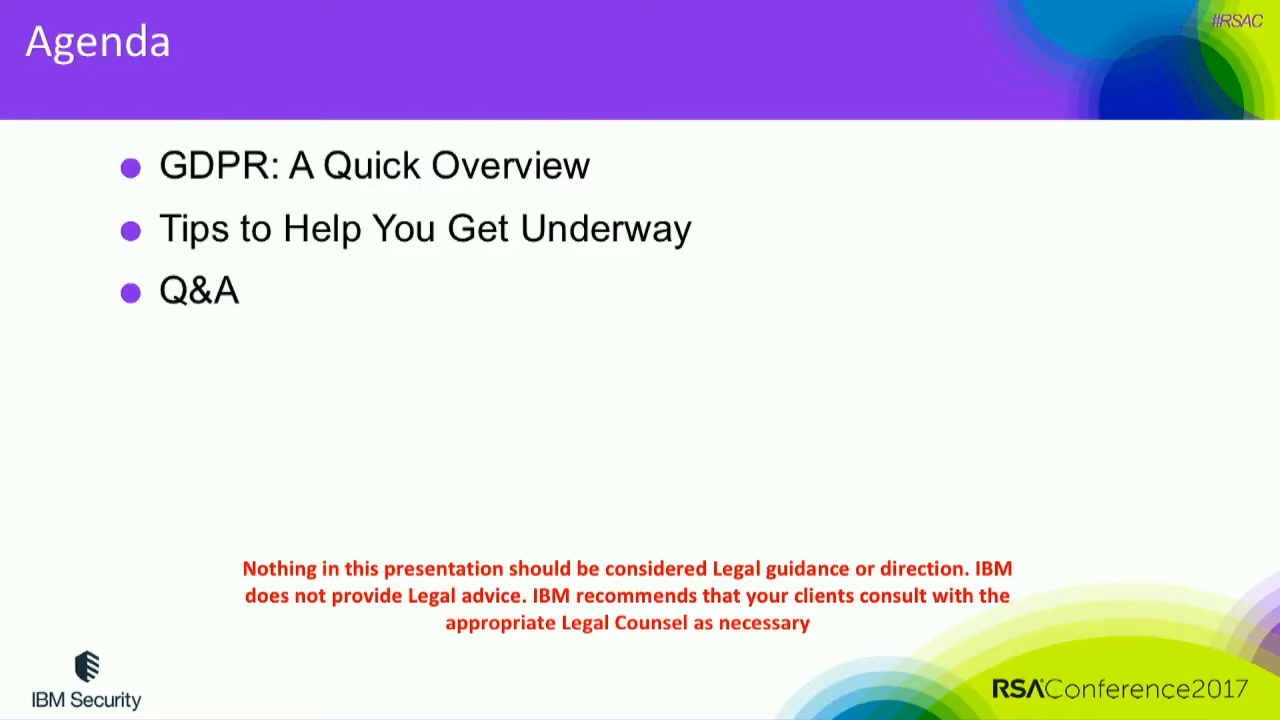 Agenda
#RSAC
GDPR: A Quick Overview
Tips to Help You Get Underway
Q&A
Nothing in this presentation should be considered Legal guidance or direction. IBM
does not provide Legal advice. IBM recommends that your clients consult with the
appropriate Legal Counsel as necessary
IBM Security
RSAConference2017